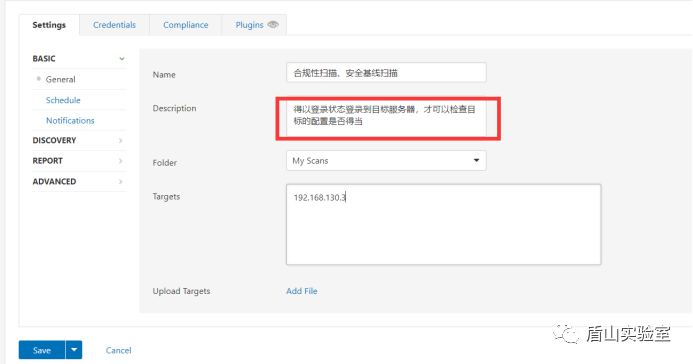 Settings Credentials Compliance Plugins
BASIC
General
Schedule
Notifications
DISCOVERY
REPORT
ADVANCED
Name 合规性扫描、安全基线扫描
Description 得以登录状态登录到目标服务器，才可以检查目
标的配置是否得当
Folder My Scans
Targets 192.168.130.3
Upload Targets Add File
Save Cancel
盾山实验室